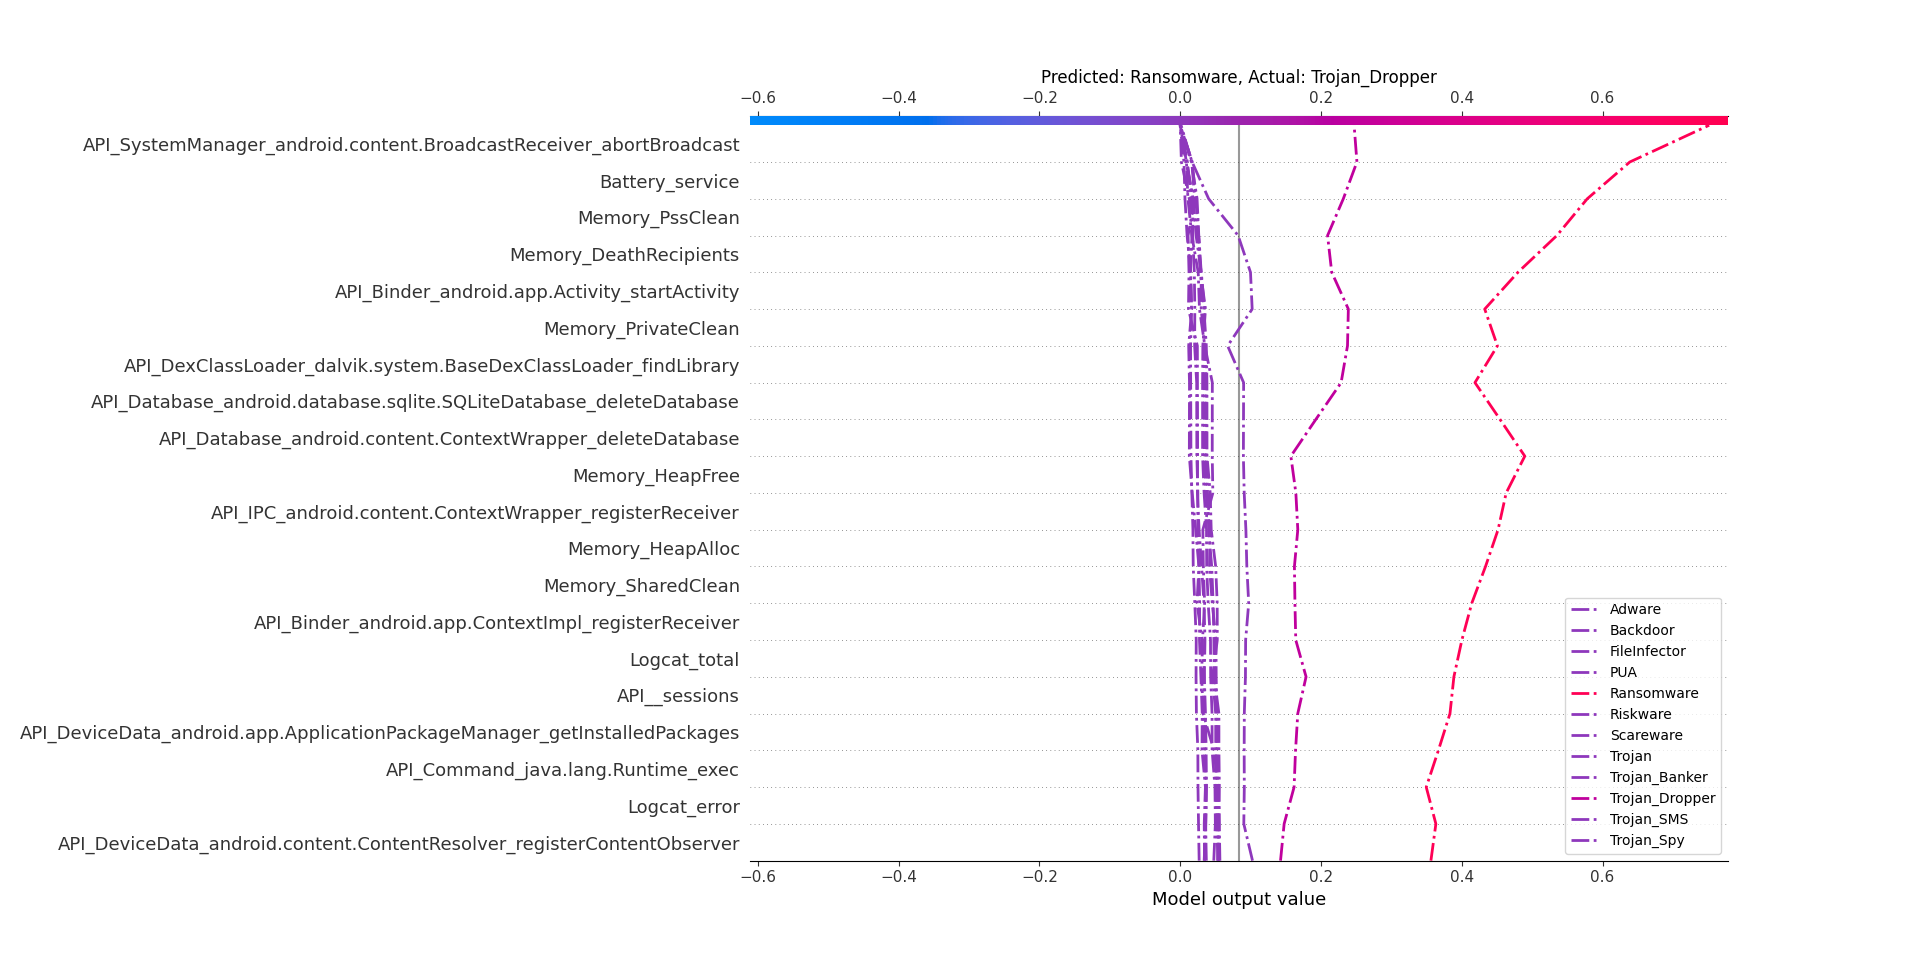 Predicted: Ransomware, Actual: Trojan_Dropper
−0.6 −0.4 −0.2 0.0 0.2 0.4 0.6
API_SystemManager_android.content.BroadcastReceiver_abortBroadcast
Battery_service
Memory_PssClean
Memory_DeathRecipients
API_Binder_android.app.Activity_startActivity
Memory_PrivateClean
API_DexClassLoader_dalvik.system.BaseDexClassLoader_findLibrary
API_Database_android.database.sqlite.SQLiteDatabase_deleteDatabase
API_Database_android.content.ContextWrapper_deleteDatabase
Memory_HeapFree
API_IPC_android.content.ContextWrapper_registerReceiver
Memory_HeapAlloc
Memory_SharedClean
API_Binder_android.app.ContextImpl_registerReceiver
Logcat_total
API__sessions
API_DeviceData_android.app.ApplicationPackageManager_getInstalledPackages
API_Command_java.lang.Runtime_exec
Logcat_error
API_DeviceData_android.content.ContentResolver_registerContentObserver
Adware
Backdoor
FileInfector
PUA
Ransomware
Riskware
Scareware
Trojan
Trojan_Banker
Trojan_Dropper
Trojan_SMS
Trojan_Spy
−0.6 −0.4 −0.2 0.0 0.2 0.4 0.6
Model output value